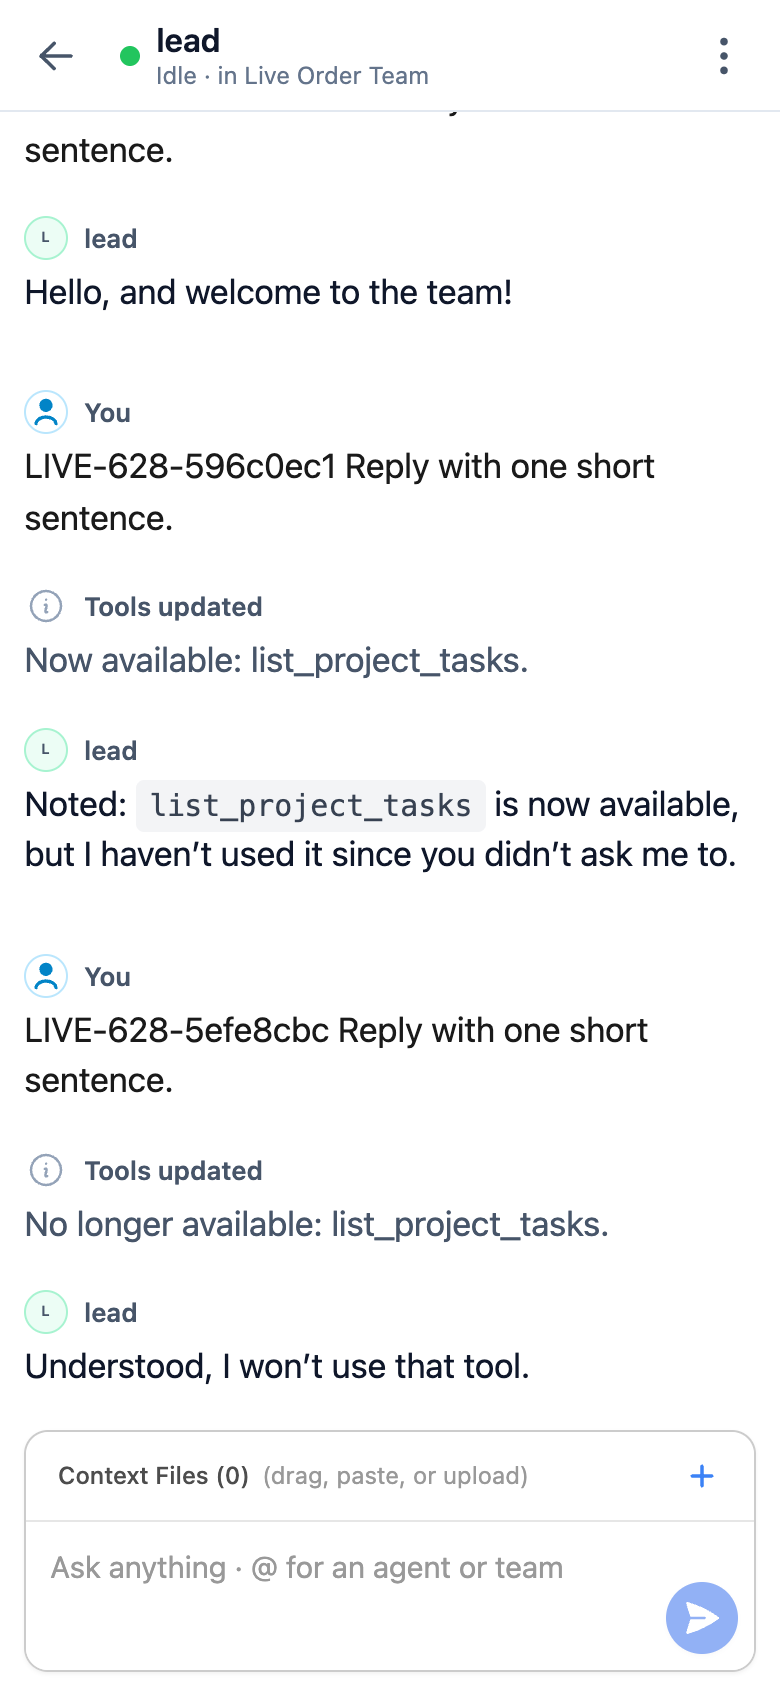 lead
Idle · in Live Order Team
sentence.
L lead
Hello, and welcome to the team!
You
LIVE-628-596c0ec1 Reply with one short
sentence.
Tools updated
Now available: list_project_tasks.
L lead
Noted: list_project_tasks is now available,
but I haven’t used it since you didn’t ask me to.
You
LIVE-628-5efe8cbc Reply with one short
sentence.
Tools updated
No longer available: list_project_tasks.
L lead
Understood, I won’t use that tool.
Context Files (0) (drag, paste, or upload)
Ask anything · @ for an agent or team